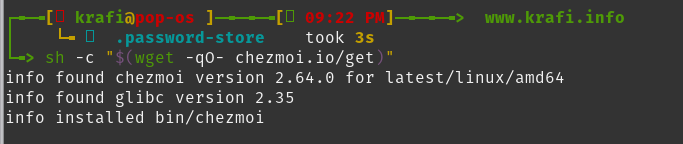 [ krafi@pop-os ]——[ 09:22 PM]————> www.krafi.info
.password-store took 3s
sh -c "$(wget -qO- chezmoi.io/get)"
info found chezmoi version 2.64.0 for latest/linux/amd64
info found glibc version 2.35
info installed bin/chezmoi